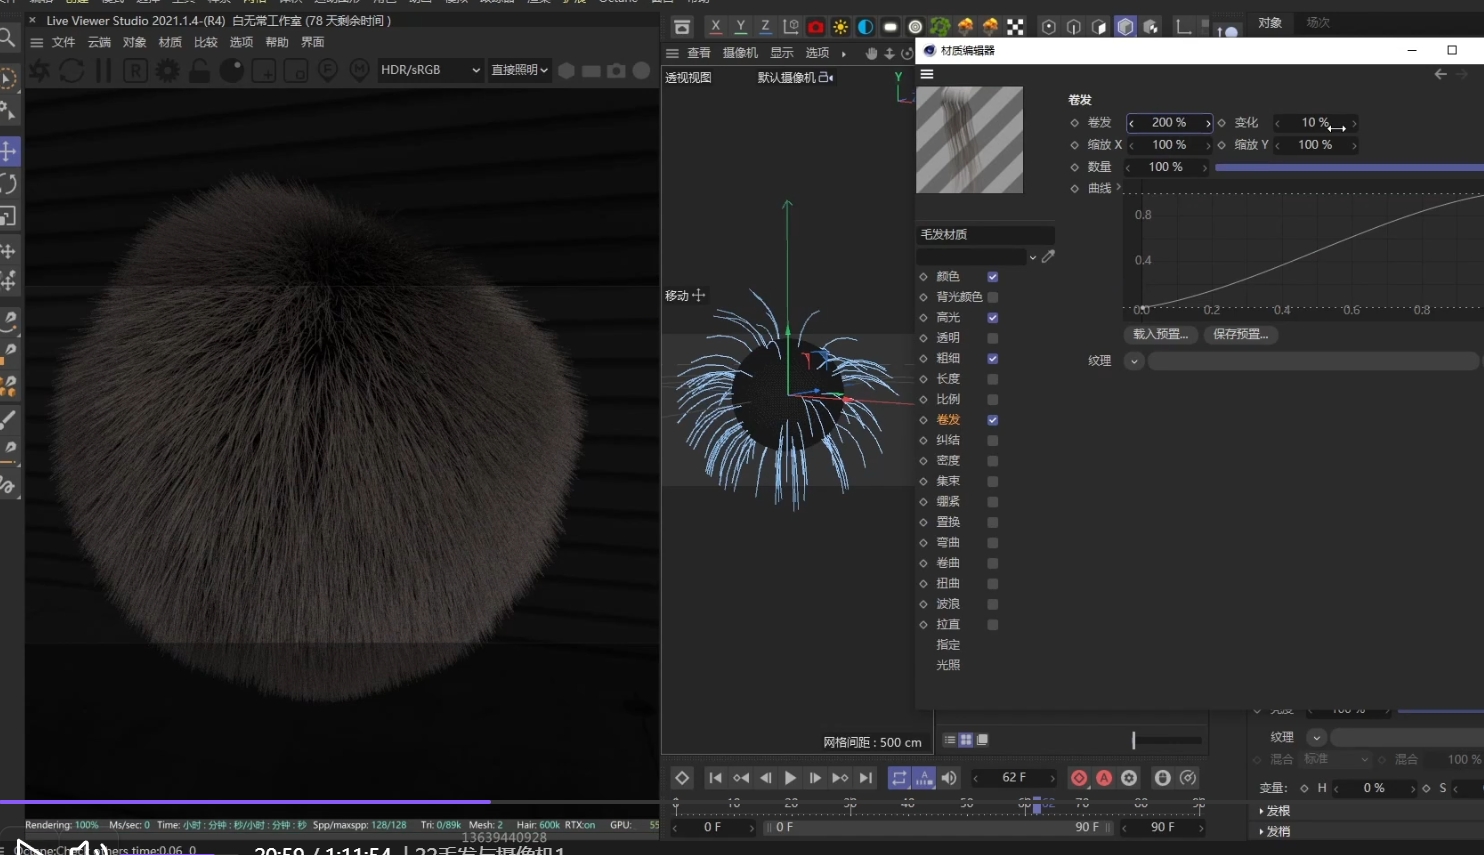 Live Viewer Studio 2021.1.4-(R4) 白无常工作室 (78 天剩余时间 )
文件 云端 对象 材质 比较 选项 帮助 界面
HDR/sRGB 直接照明
X Y Z
查看 摄像机 显示 选项
透视视图 默认摄像机
Y
移动
网格间距 : 500 cm
对象 场次
材质编辑器
卷发
卷发 200 % 变化 10 %
缩放 X 100 % 缩放 Y 100 %
数量 100 %
曲线
0.8
0.4
0.0 0.2 0.4 0.6 0.8
载入预置... 保存预置...
纹理
毛发材质
颜色
背光颜色
高光
透明
粗细
长度
比例
卷发
纠结
密度
集束
绷紧
置换
弯曲
卷曲
扭曲
波浪
拉直
指定
光照
亮度 100 %
纹理
混合 标准 混合 100 %
变量: H 0 % S
发根
发梢
62 F
0 10 20 30 40 50 60 62 70 80 90
0 F 0 F 90 F 90 F
Rendering: 100% Ms/sec: 0 Time: 小时 : 分钟 : 秒/小时 : 分钟 : 秒 Spp/maxspp: 128/128 Tri: 0/89k Mesh: 2 Hair: 600k RTX:on GPU: 55
13639440928
20:59 / 1:11:54 | 22毛发与摄像机1